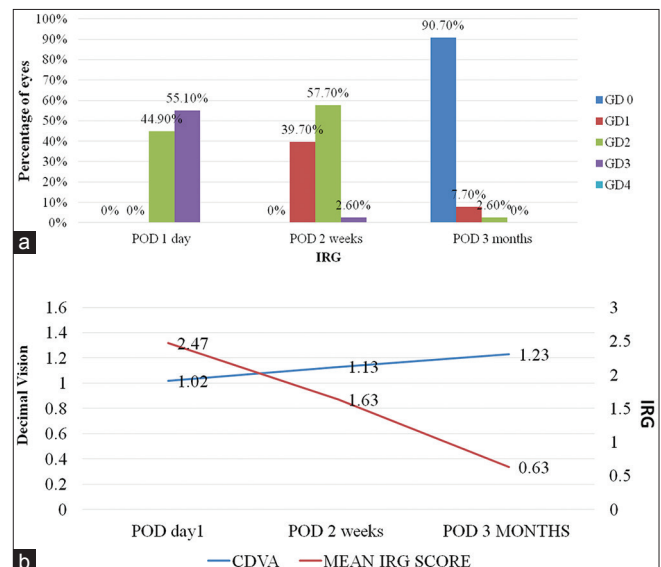 100%
90%
80%
70%
60%
50%
40%
30%
20%
10%
0%
Percentage of eyes
0% 0% 44.90% 55.10%
0% 39.70% 57.70% 2.60%
90.70% 7.70% 2.60% 0%
POD 1 day POD 2 weeks POD 3 months
IRG
GD 0
GD1
GD2
GD3
GD4
a
1.6
1.4
1.2
1
0.8
0.6
0.4
0.2
0
Decimal Vision
2.47
1.02
1.13
1.63
1.23
0.63
3
2.5
2
1.5
1
0.5
0
IRG
POD day1 POD 2 weeks POD 3 MONTHS
CDVA MEAN IRG SCORE
b